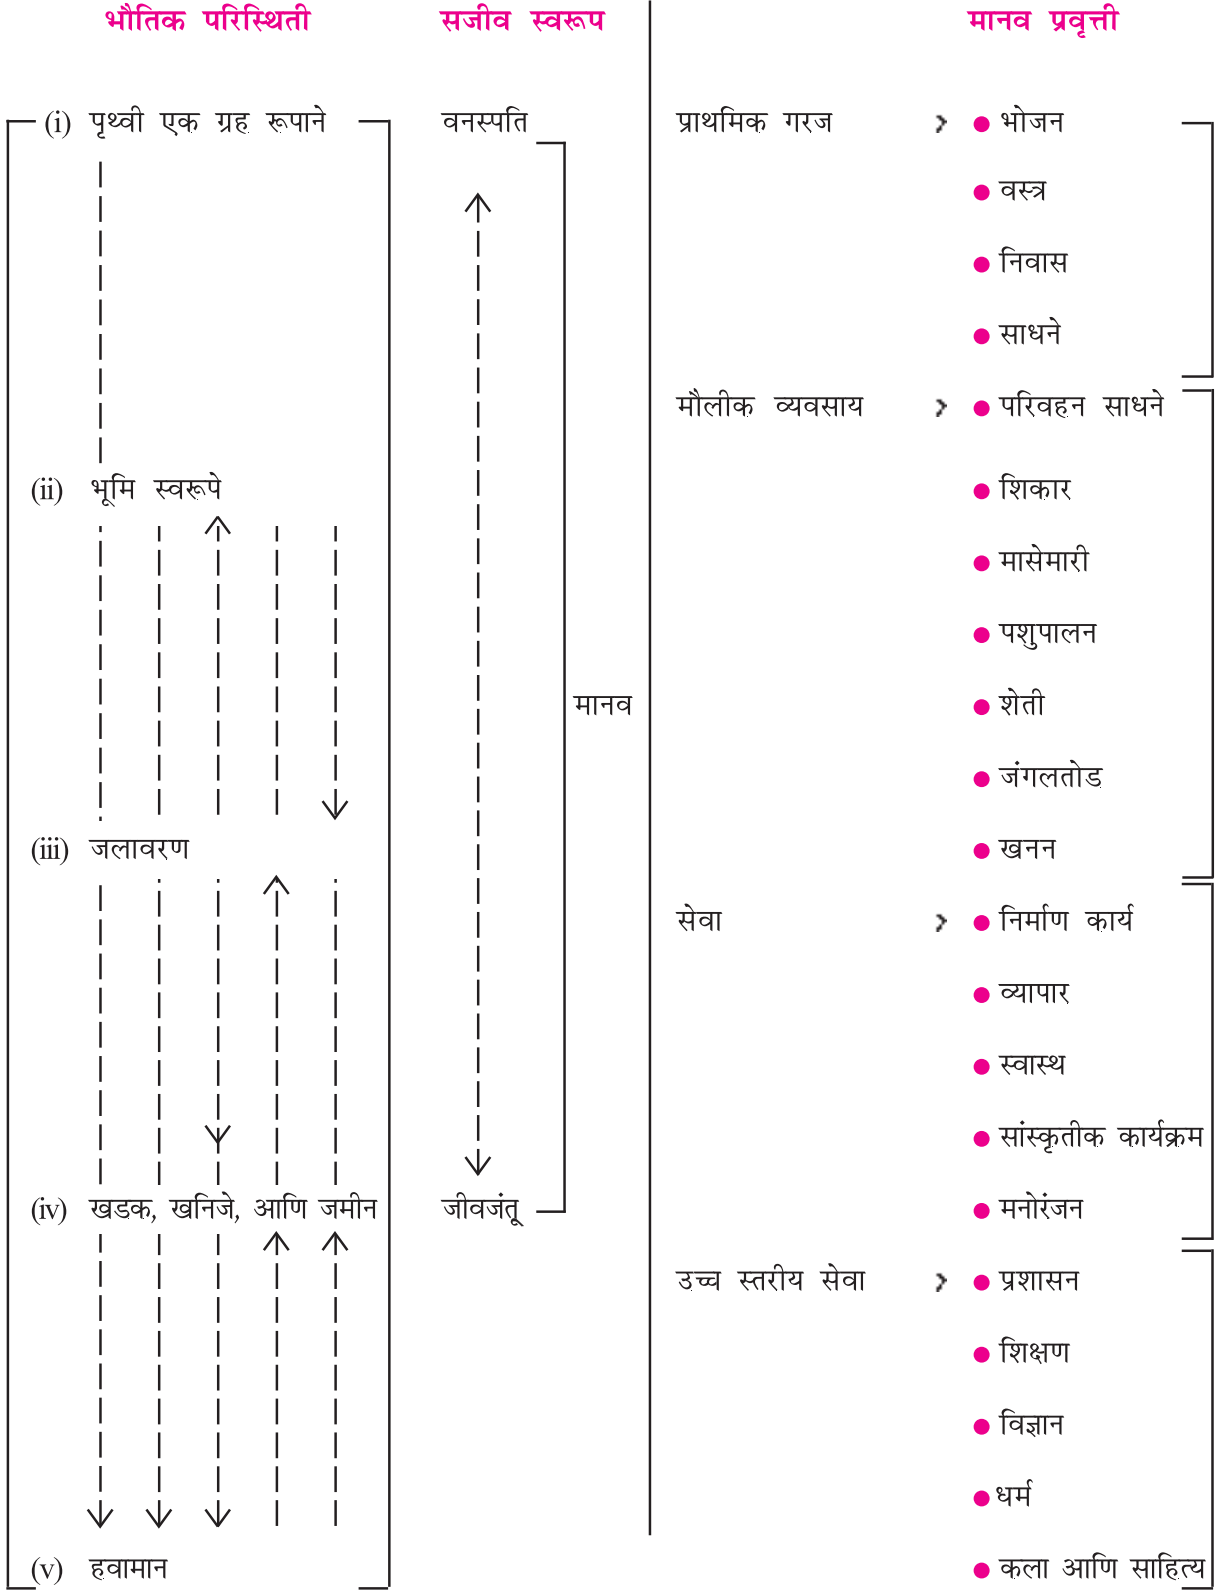 भौतिक परिस्थिती
सजीव स्वरूप
मानव प्रवृत्ती
(i) पृथ्वी एक ग्रह रूपाने
(ii) भूमि स्वरूपे
(iii) जलावरण
(iv) खडक, खनिजे, आणि जमीन
(v) हवामान
वनस्पति
मानव
जीवजंतू
प्राथमिक गरज
● भोजन
● वस्त्र
● निवास
● साधने
मौलीक व्यवसाय
● परिवहन साधने
● शिकार
● मासेमारी
● पशुपालन
● शेती
● जंगलतोड
● खनन
सेवा
● निर्माण कार्य
● व्यापार
● स्वास्थ
● सांस्कृतीक कार्यक्रम
● मनोरंजन
उच्च स्तरीय सेवा
● प्रशासन
● शिक्षण
● विज्ञान
● धर्म
● कला आणि साहित्य